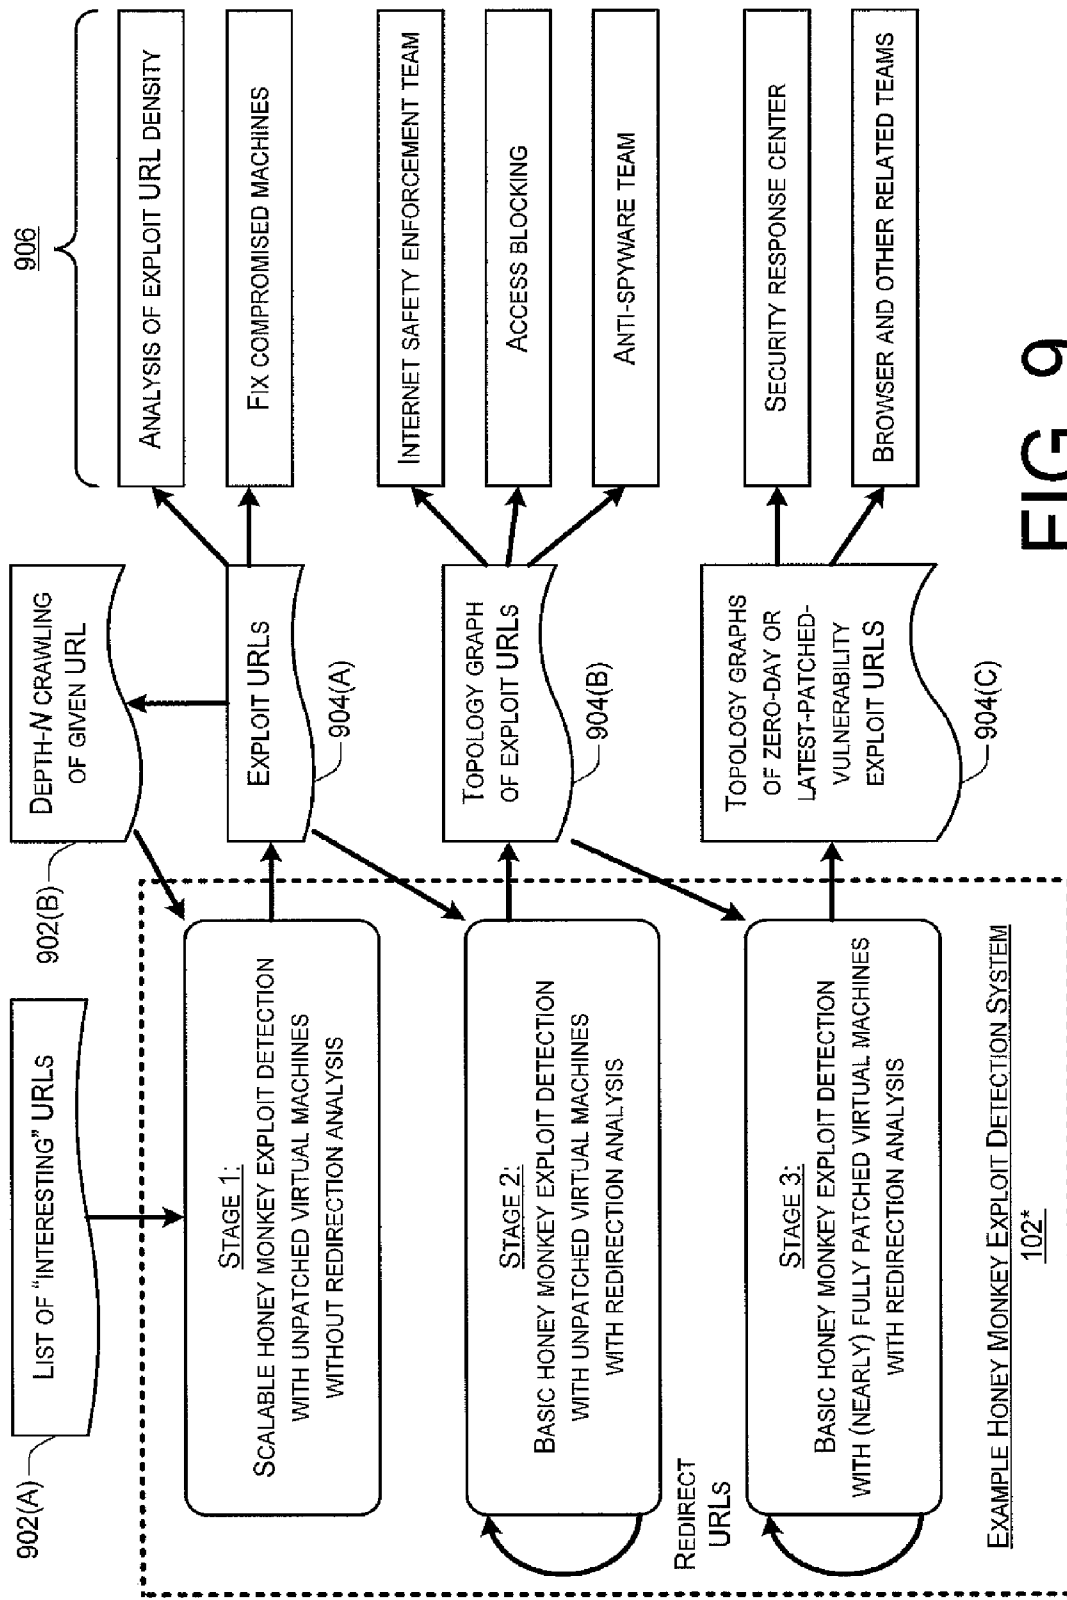 902(A)
LIST OF “INTERESTING” URLS
902(B)
DEPTH-N CRAWLING
OF GIVEN URL
906
STAGE 1:
SCALABLE HONEY MONKEY EXPLOIT DETECTION
WITH UNPATCHED VIRTUAL MACHINES
WITHOUT REDIRECTION ANALYSIS
EXPLOIT URLS
904(A)
ANALYSIS OF EXPLOIT URL DENSITY
FIX COMPROMISED MACHINES
STAGE 2:
BASIC HONEY MONKEY EXPLOIT DETECTION
WITH UNPATCHED VIRTUAL MACHINES
WITH REDIRECTION ANALYSIS
TOPOLOGY GRAPH
OF EXPLOIT URLS
904(B)
INTERNET SAFETY ENFORCEMENT TEAM
ACCESS BLOCKING
ANTI-SPYWARE TEAM
REDIRECT
URLS
STAGE 3:
BASIC HONEY MONKEY EXPLOIT DETECTION
WITH (NEARLY) FULLY PATCHED VIRTUAL MACHINES
WITH REDIRECTION ANALYSIS
TOPOLOGY GRAPHS
OF ZERO-DAY OR
LATEST-PATCHED-
VULNERABILITY
EXPLOIT URLS
904(C)
SECURITY RESPONSE CENTER
BROWSER AND OTHER RELATED TEAMS
EXAMPLE HONEY MONKEY EXPLOIT DETECTION SYSTEM
102*
FIG 9